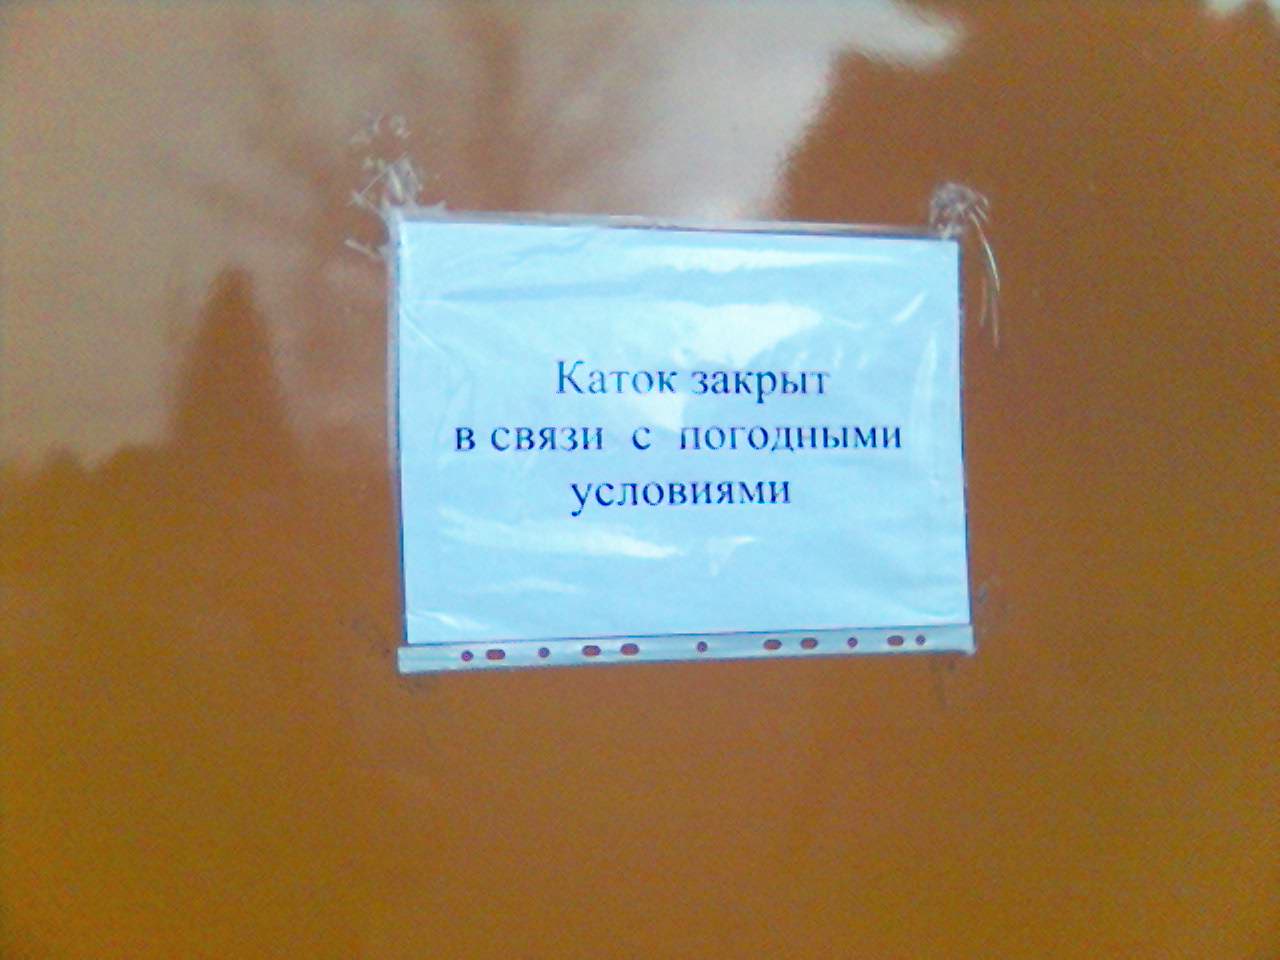 Каток закрыт
в связи с погодными
условиями